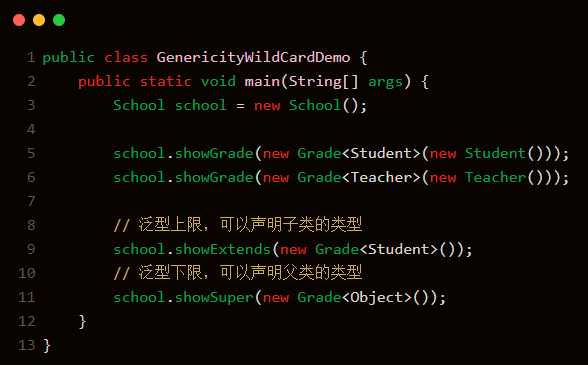 1 public class GenericityWildCardDemo {
2     public static void main(String[] args) {
3         School school = new School();
4
5         school.showGrade(new Grade<Student>(new Student()));
6         school.showGrade(new Grade<Teacher>(new Teacher()));
7
8         // 泛型上限，可以声明子类的类型
9         school.showExtends(new Grade<Student>());
10         // 泛型下限，可以声明父类的类型
11         school.showSuper(new Grade<Object>());
12     }
13 }